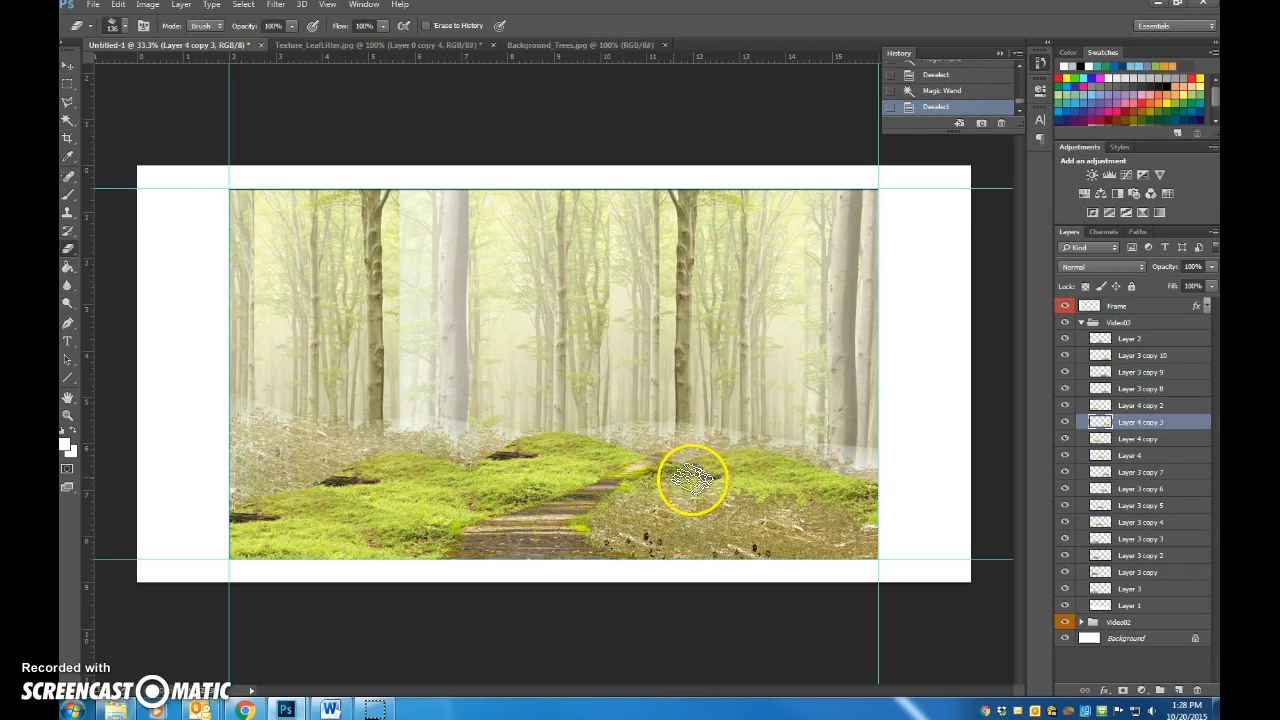 Ps File Edit Image Layer Type Select Filter 3D View Window Help
136 Mode: Brush Opacity: 100% Flow: 100% Erase to History Essentials
Untitled-1 @ 33.3% (Layer 4 copy 3, RGB/8) * × Texture_LeafLitter.jpg @ 100% (Layer 0 copy 4, RGB/8#) * × Background_Trees.jpg @ 100% (RGB/8#) ×
History
Deselect
Magic Wand
Deselect
Color Swatches
Adjustments Styles
Add an adjustment
Layers Channels Paths
Kind
Normal Opacity: 100%
Lock: Fill: 100%
Frame fx
Video03
Layer 2
Layer 3 copy 10
Layer 3 copy 9
Layer 3 copy 8
Layer 4 copy 2
Layer 4 copy 3
Layer 4 copy
Layer 4
Layer 3 copy 7
Layer 3 copy 6
Layer 3 copy 5
Layer 3 copy 4
Layer 3 copy 3
Layer 3 copy 2
Layer 3 copy
Layer 3
Layer 1
Video02
Background
Recorded with
SCREENCAST MATIC
1:28 PM
10/20/2015